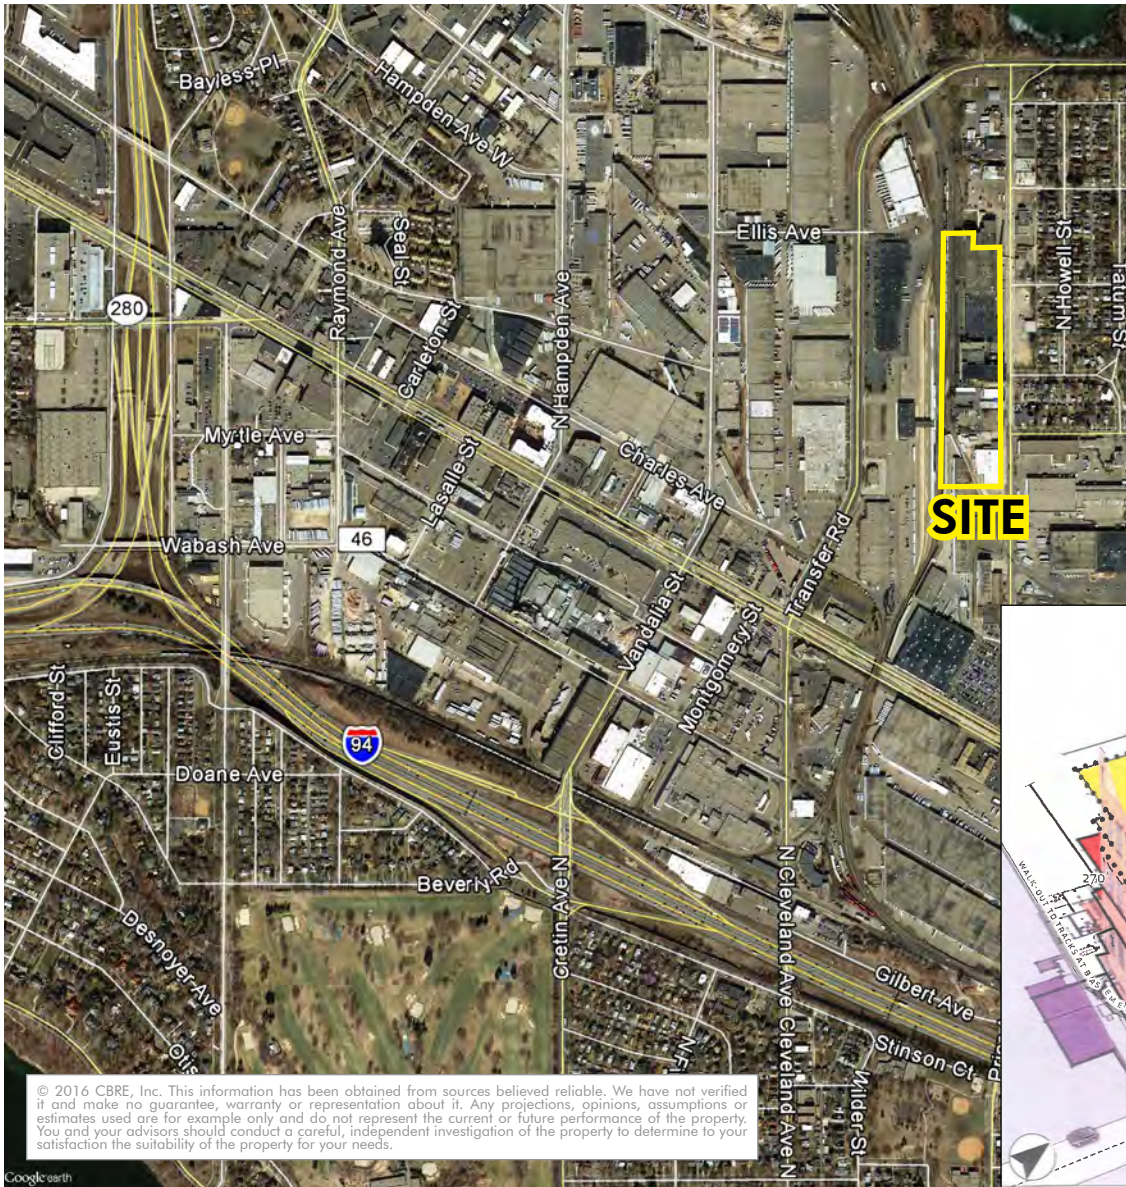 Bayless Pl
Hampden Ave W
Raymond Ave
Seal St
Ellis Ave
N Howell St
Tatum St
280
Carleton St
N Hampden Ave
Myrtle Ave
Lasalle St
Charles Ave
SITE
Wabash Ave
46
Vandalia St
Montgomery St
Transfer Rd
Clifford St
Eustis St
94
Doane Ave
Beverly Rd
Cretin Ave N
N Cleveland Ave
Cleveland Ave N
270
WALK-OUT TO TRACKS AT BASEME
Desnoyer Ave
Otis
Gilbert Ave
Stinson Ct
Wilder St
© 2016 CBRE, Inc. This information has been obtained from sources believed reliable. We have not verified
it and make no guarantee, warranty or representation about it. Any projections, opinions, assumptions or
estimates used are for example only and do not represent the current or future performance of the property.
You and your advisors should conduct a careful, independent investigation of the property to determine to your
satisfaction the suitability of the property for your needs.
Google earth